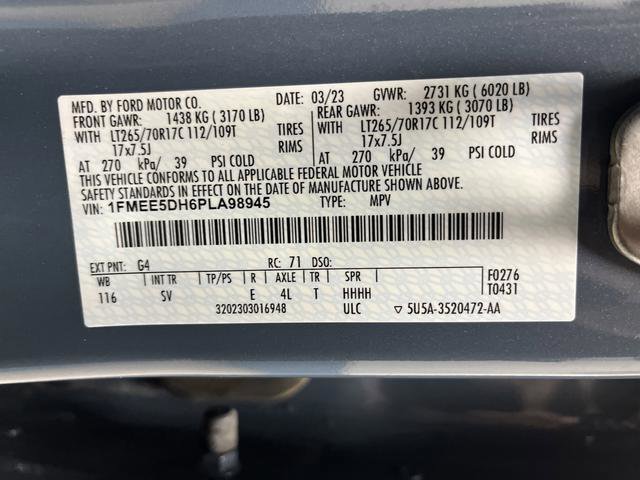 MFD. BY FORD MOTOR CO.
DATE: 03/23 GVWR: 2731 KG ( 6020 LB)
FRONT GAWR: 1438 KG ( 3170 LB) REAR GAWR: 1393 KG ( 3070 LB)
WITH LT265/70R17C 112/109T TIRES WITH LT265/70R17C 112/109T TIRES
17x7.5J RIMS 17x7.5J RIMS
AT 270 kPa/ 39 PSI COLD AT 270 kPa/ 39 PSI COLD
THIS VEHICLE CONFORMS TO ALL APPLICABLE FEDERAL MOTOR VEHICLE
SAFETY STANDARDS IN EFFECT ON THE DATE OF MANUFACTURE SHOWN ABOVE.
VIN: 1FMEE5DH6PLA98945 TYPE: MPV
EXT PNT: G4 RC: 71 DSO:
WB INT TR TP/PS R AXLE TR SPR F0276
116 SV E 4L T HHHH T0431
3202303016948 ULC 5U5A-3520472-AA